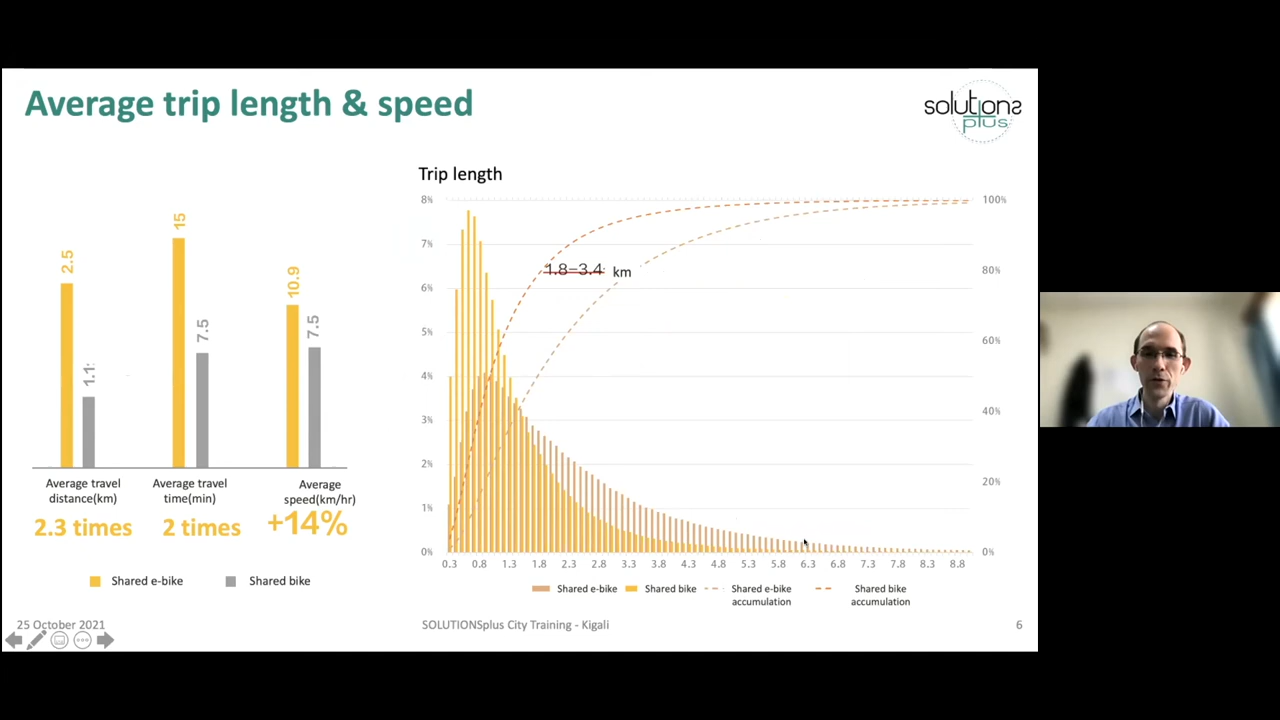 Average trip length & speed
solutions
plus
2.5
1.1
15
7.5
10.9
7.5
Average travel
distance(km)
Average travel
time(min)
Average
speed(km/hr)
2.3 times
2 times
+14%
Shared e-bike
Shared bike
Trip length
8%
7%
6%
5%
4%
3%
2%
1%
0%
100%
80%
60%
40%
20%
0%
1.8-3.4 km
0.3 0.8 1.3 1.8 2.3 2.8 3.3 3.8 4.3 4.8 5.3 5.8 6.3 6.8 7.3 7.8 8.3 8.8
Shared e-bike
Shared bike
Shared e-bike
accumulation
Shared bike
accumulation
25 October 2021
SOLUTIONSplus City Training - Kigali
6